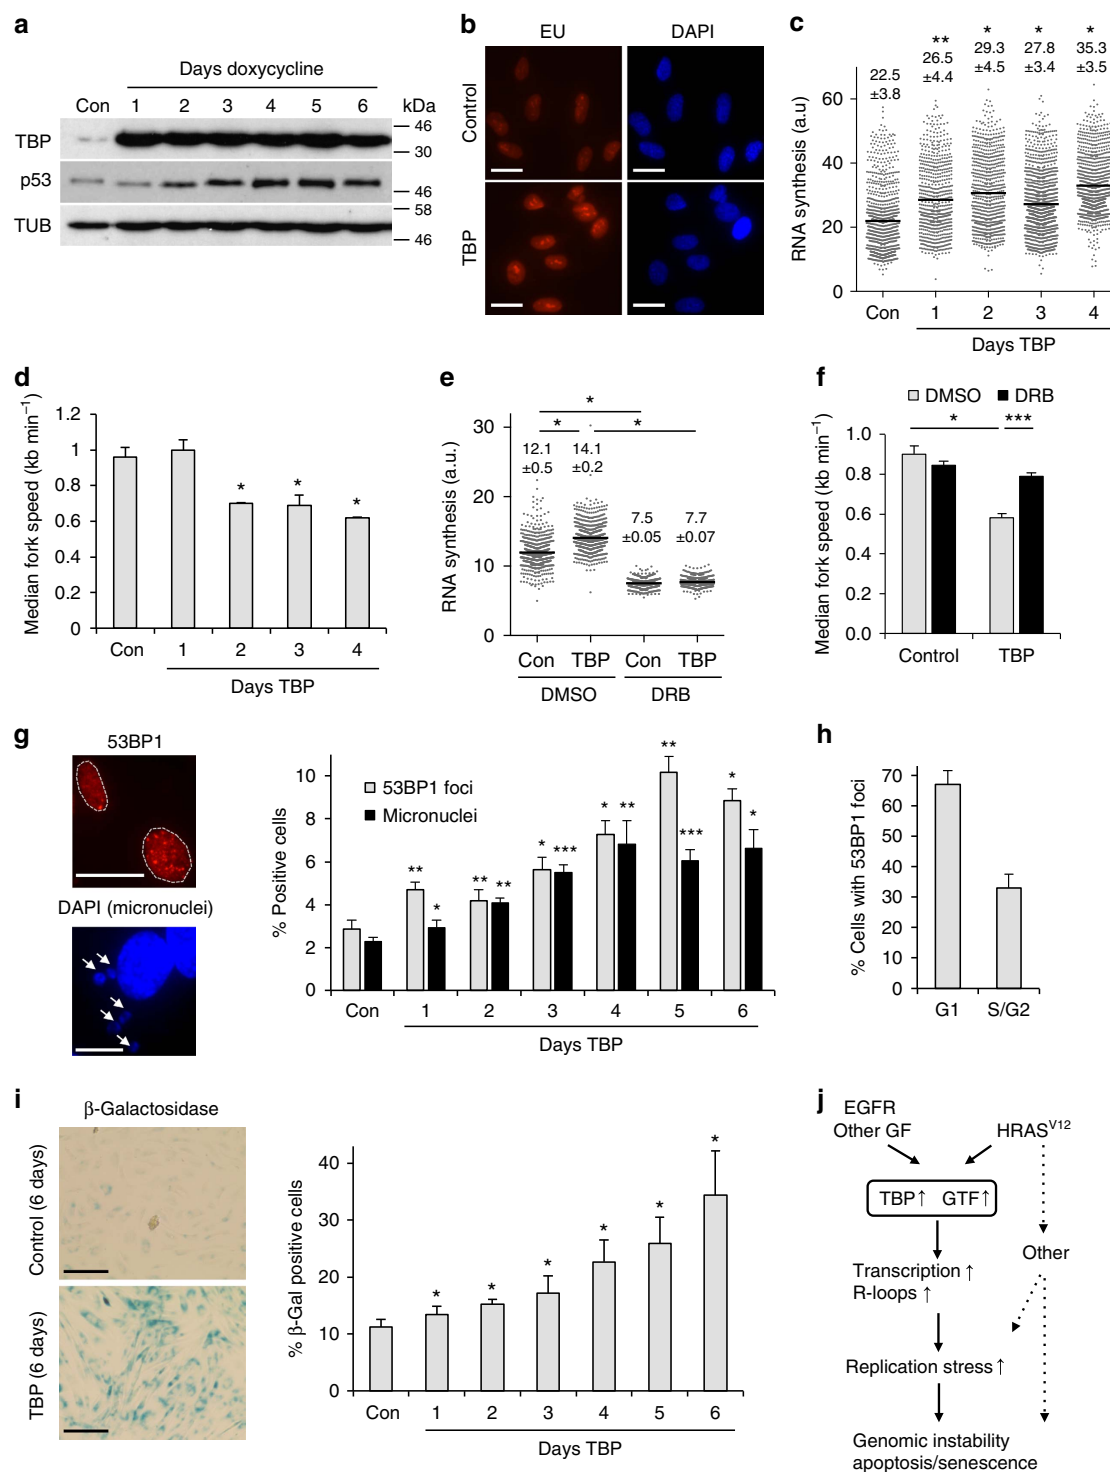 a
Days doxycycline
Con 1 2 3 4 5 6 kDa
TBP
46
30
p53
46
TUB
58
46
b
EU DAPI
Control
TBP
c
RNA synthesis (a.u)
60
40
20
0
22.5 ±3.8
** 26.5 ±4.4
* 29.3 ±4.5
* 27.8 ±3.4
* 35.3 ±3.5
Con 1 2 3 4
Days TBP
d
Median fork speed (kb min⁻¹)
1.2
1
0.8
0.6
0.4
0.2
0
* * *
Con 1 2 3 4
Days TBP
e
RNA synthesis (a.u.)
30
20
10
0
*
* *
12.1 ±0.5
14.1 ±0.2
7.5 ±0.05
7.7 ±0.07
Con TBP Con TBP
DMSO DRB
f
DMSO DRB
* ***
Median fork speed (kb min⁻¹)
1.0
0.8
0.6
0.4
0.2
0.0
Control TBP
g
53BP1
DAPI (micronuclei)
% Positive cells
10
8
6
4
2
0
53BP1 foci
Micronuclei
** * ** ** * *** * ** ** *** * *
Con 1 2 3 4 5 6
Days TBP
h
% Cells with 53BP1 foci
70
60
50
40
30
20
10
0
G1 S/G2
i
β-Galactosidase
Control (6 days)
TBP (6 days)
% β-Gal positive cells
40
30
20
10
0
* * * * * *
Con 1 2 3 4 5 6
Days TBP
j
EGFR
Other GF HRASV12
TBP↑ GTF↑
Other
Transcription ↑
R-loops ↑
Replication stress ↑
Genomic instability
apoptosis/senescence